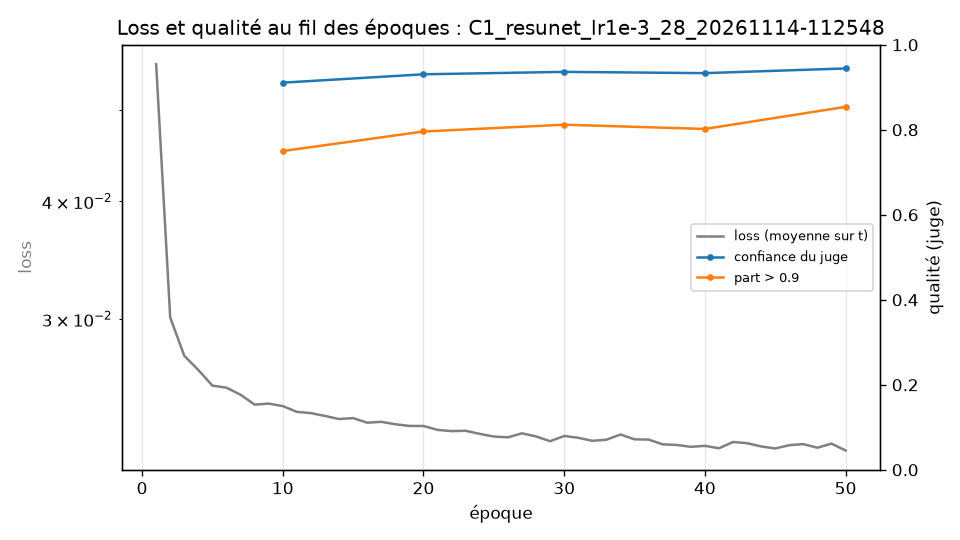 Loss et qualité au fil des époques : C1_resunet_lr1e-3_28_20261114-112548
loss
4 × 10⁻²
3 × 10⁻²
1.0
0.8
0.6
0.4
0.2
0.0
qualité (juge)
loss (moyenne sur t)
confiance du juge
part > 0.9
0 10 20 30 40 50
époque